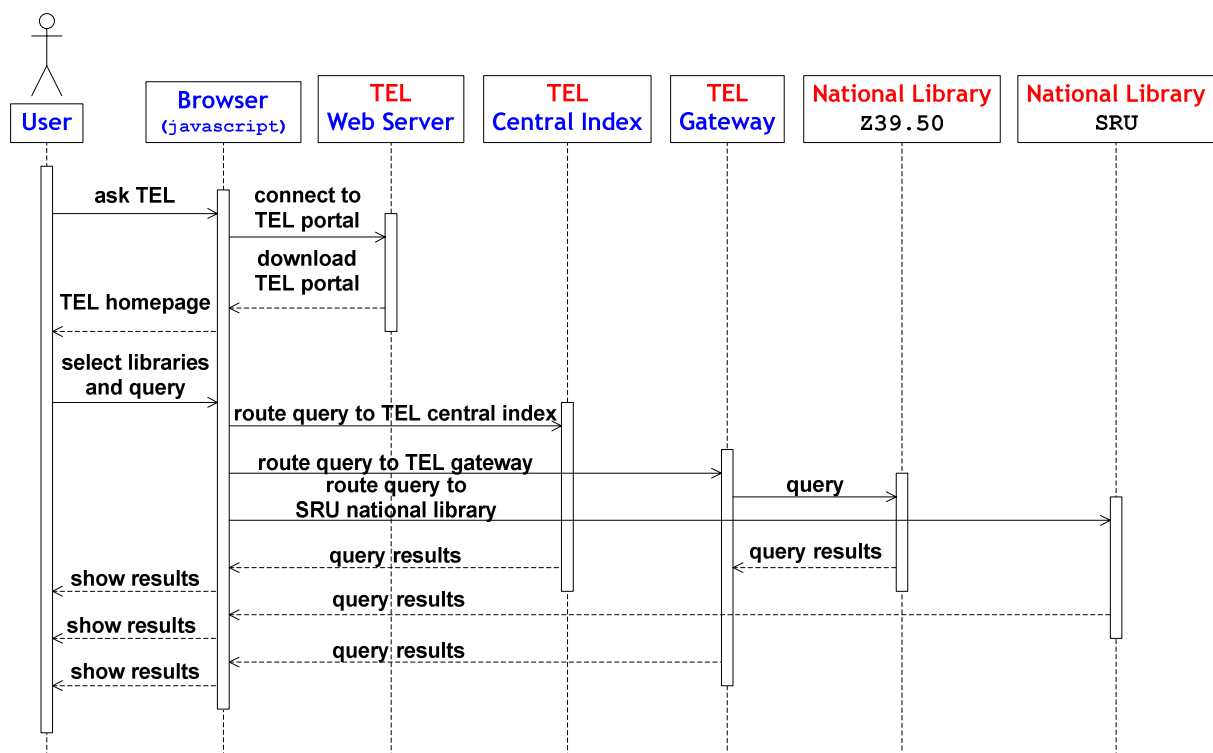 User
Browser
(javascript)
TEL
Web Server
TEL
Central Index
TEL
Gateway
National Library
Z39.50
National Library
SRU
ask TEL
connect to
TEL portal
download
TEL portal
TEL homepage
select libraries
and query
route query to TEL central index
route query to TEL gateway
query
route query to
SRU national library
query results
query results
show results
query results
show results
query results
show results